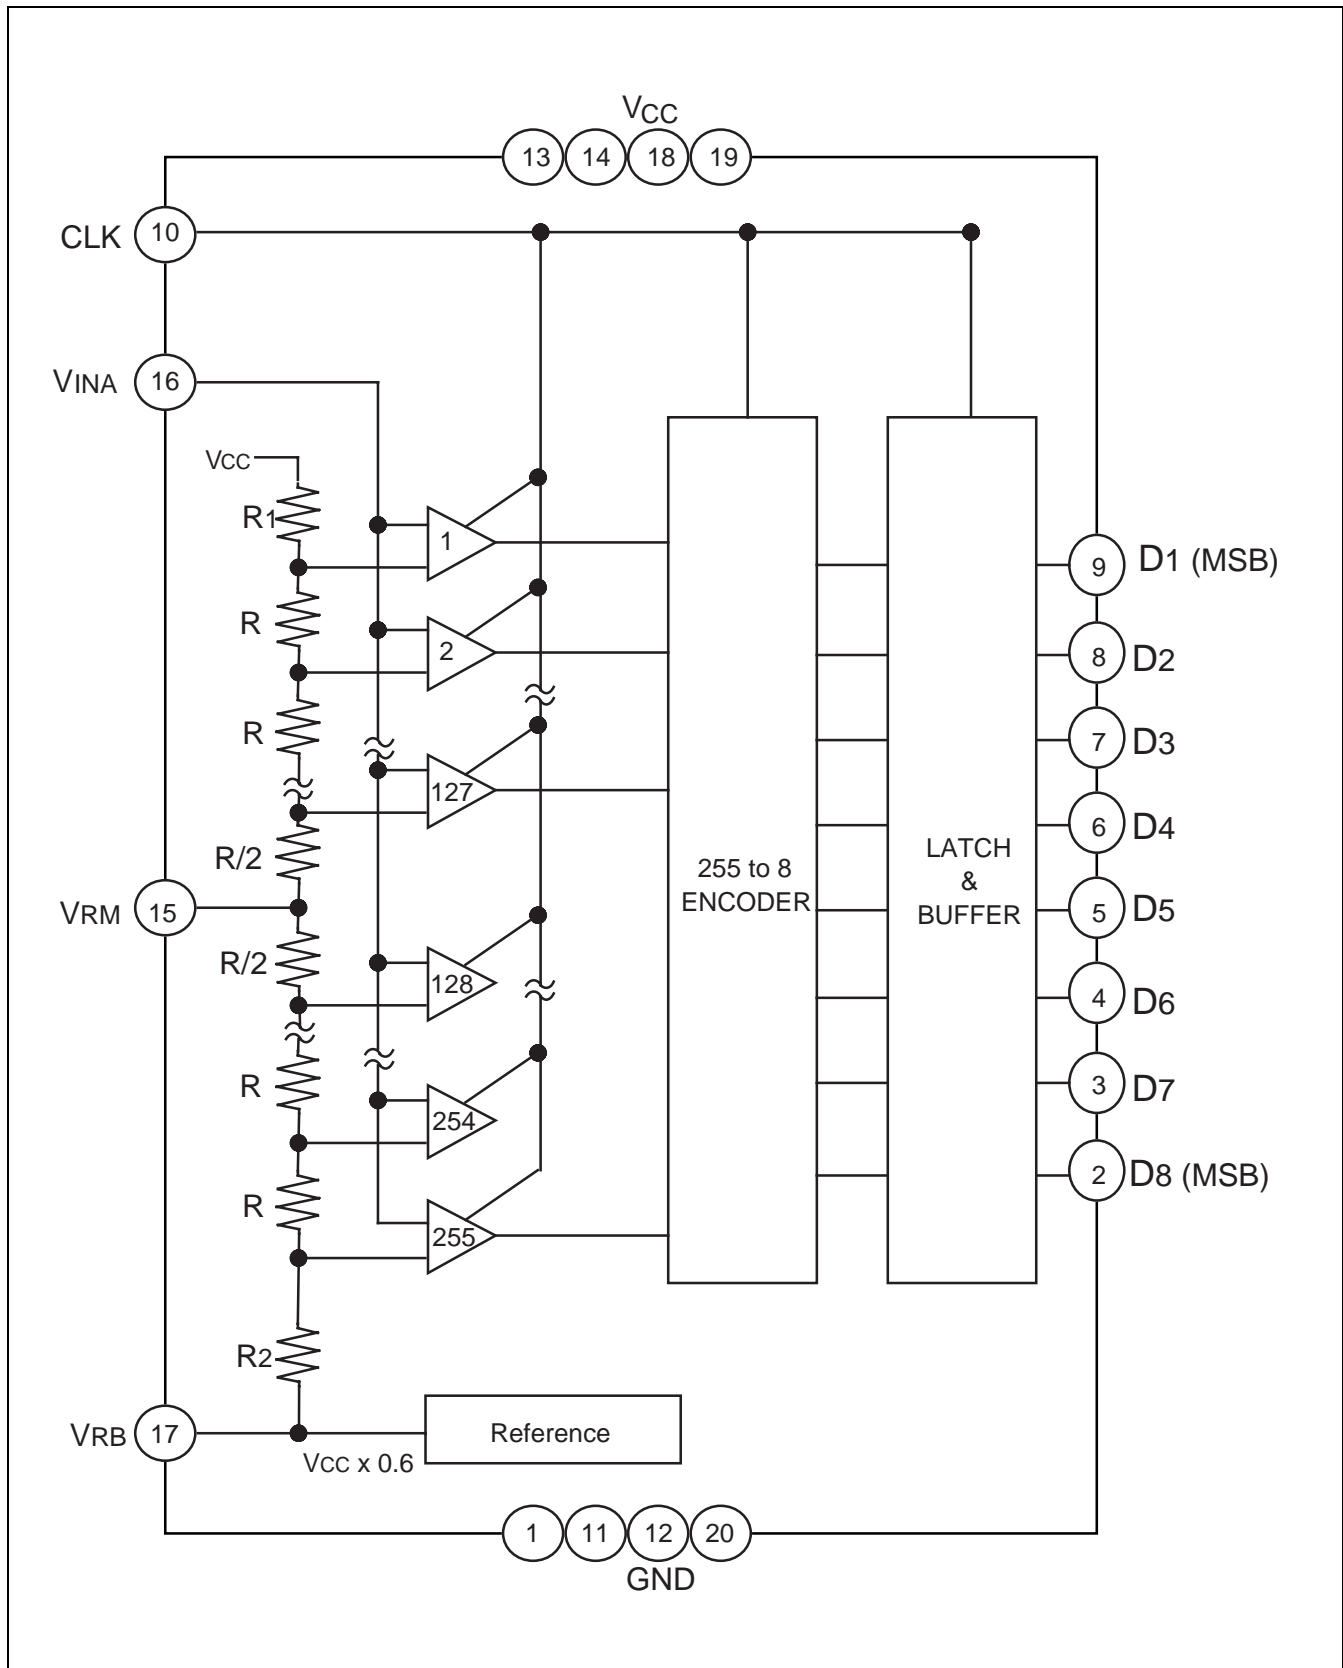 VCC
13 14 18 19
CLK 10
VINA 16
VCC
R1
1
R
2
R
127
R/2
VRM 15
R/2
128
R
254
R
255
R2
VRB 17
VCC x 0.6
Reference
255 to 8
ENCODER
LATCH
&
BUFFER
9 D1 (MSB)
8 D2
7 D3
6 D4
5 D5
4 D6
3 D7
2 D8 (MSB)
1 11 12 20
GND